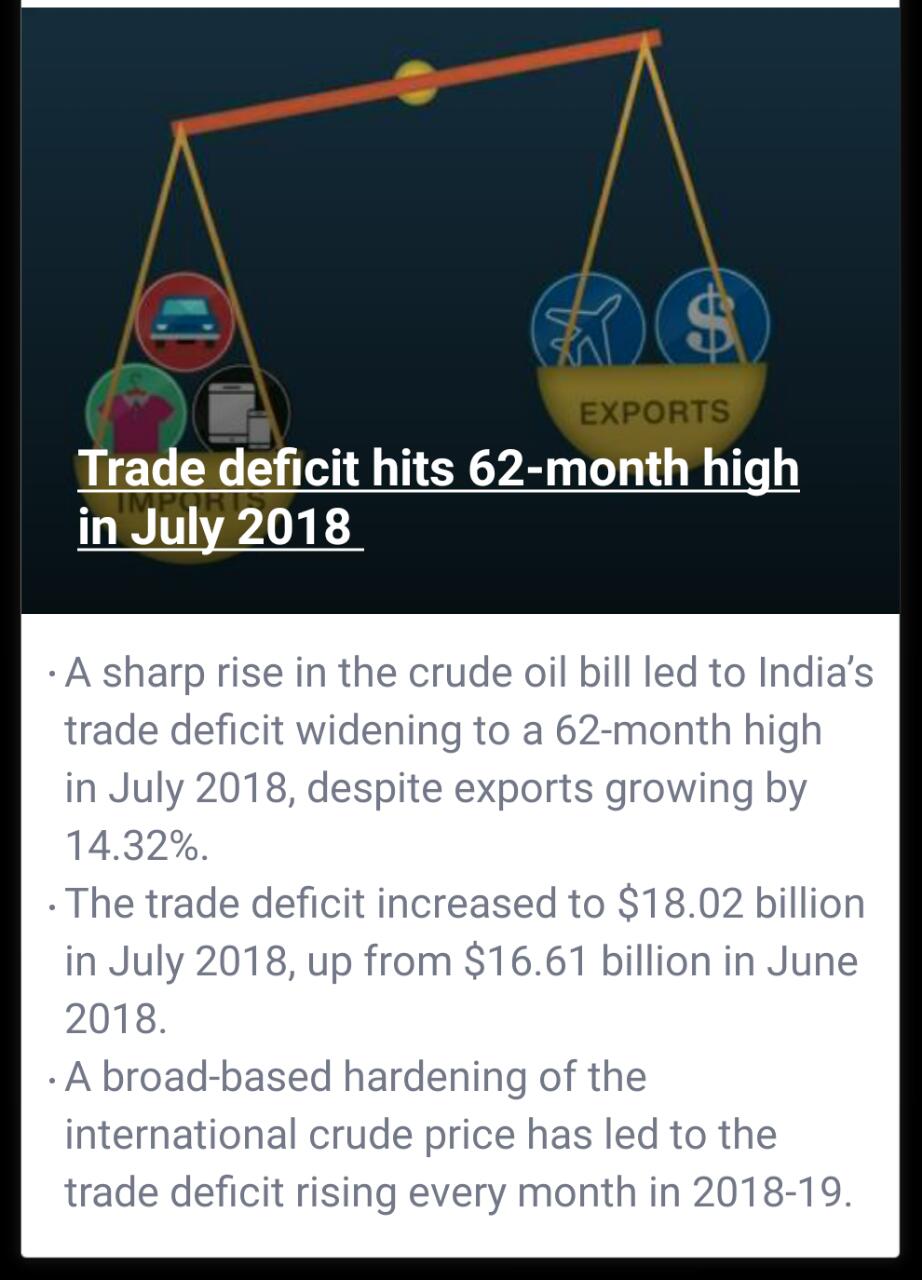 EXPORTS
IMPORTS
Trade deficit hits 62-month high
in July 2018
· A sharp rise in the crude oil bill led to India’s
trade deficit widening to a 62-month high
in July 2018, despite exports growing by
14.32%.
· The trade deficit increased to $18.02 billion
in July 2018, up from $16.61 billion in June
2018.
· A broad-based hardening of the
international crude price has led to the
trade deficit rising every month in 2018-19.